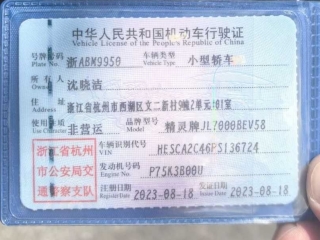 中华人民共和国机动车行驶证
Vehicle License of the People's Republic of China
号牌号码 浙ABM9950 车辆类型 小型轿车
Plate No. Vehicle Type
所有人 沈晓洁
Owner
住址 浙江省杭州市西湖区文二新村9幢2单元101室
Address
使用性质 非营运 品牌型号 精灵牌JL7000BEV58
Use Character Model
浙江省杭州市公安局交通警察支队
车辆识别代号 HESCA2C46PS136724
VIN
发动机号码 P75K3B00U
Engine No.
注册日期 2023-08-18 发证日期 2023-08-18
Register Date Issue Date